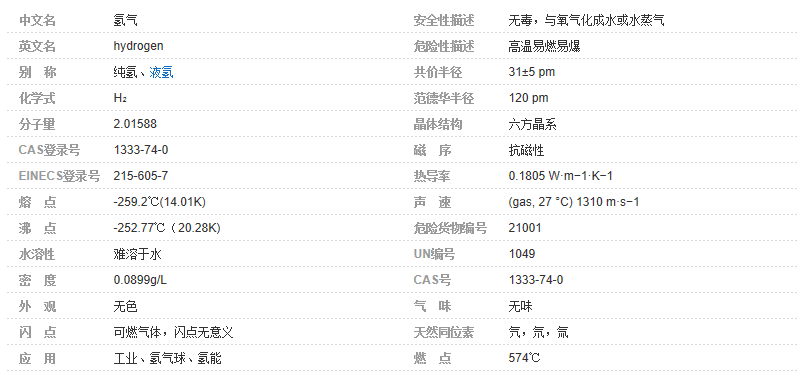 中文名 氢气 安全性描述 无毒，与氧气化成水或水蒸气
英文名 hydrogen 危险性描述 高温易燃易爆
别 称 纯氢、液氢 共价半径 31±5 pm
化学式 H₂ 范德华半径 120 pm
分子量 2.01588 晶体结构 六方晶系
CAS登录号 1333-74-0 磁 序 抗磁性
EINECS登录号 215-605-7 热导率 0.1805 W·m−1·K−1
熔 点 -259.2℃(14.01K) 声 速 (gas, 27 °C) 1310 m·s−1
沸 点 -252.77℃（20.28K) 危险货物编号 21001
水溶性 难溶于水 UN编号 1049
密 度 0.0899g/L CAS号 1333-74-0
外 观 无色 气 味 无味
闪 点 可燃气体，闪点无意义 天然同位素 氕，氘，氚
应 用 工业、氢气球、氢能 燃 点 574℃